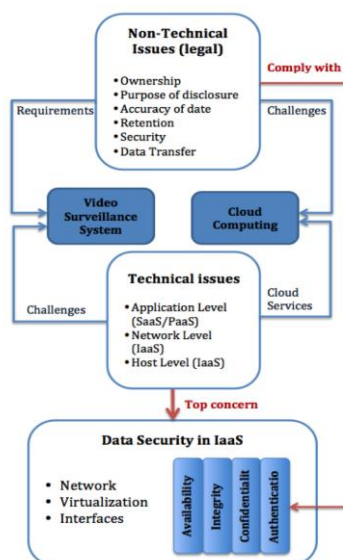 Non-Technical
Issues (legal)
• Ownership
• Purpose of disclosure
• Accuracy of date
• Retention
• Security
• Data Transfer
Comply with
Requirements
Challenges
Video
Surveillance
System
Cloud
Computing
Technical issues
• Application Level
(SaaS/PaaS)
• Network Level
(IaaS)
• Host Level (IaaS)
Challenges
Cloud
Services
Top concern
Data Security in IaaS
• Network
• Virtualization
• Interfaces
Availability
Integrity
Confidentialit
Authenticatio